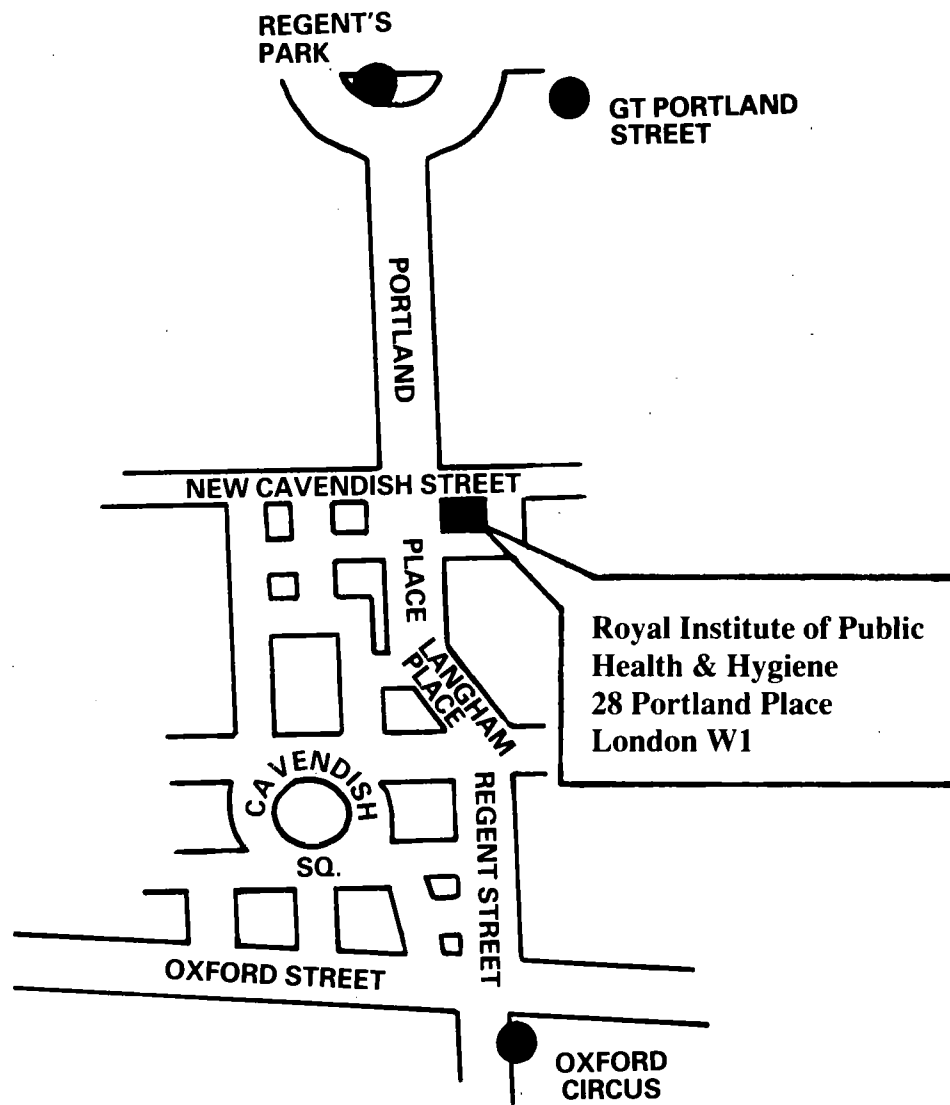 REGENT'S
PARK
GT PORTLAND
STREET
PORTLAND
NEW CAVENDISH STREET
PLACE
Royal Institute of Public
Health & Hygiene
28 Portland Place
London W1
LANGHAM
PLACE
CAVENDISH
SQ.
REGENT STREET
OXFORD STREET
OXFORD
CIRCUS